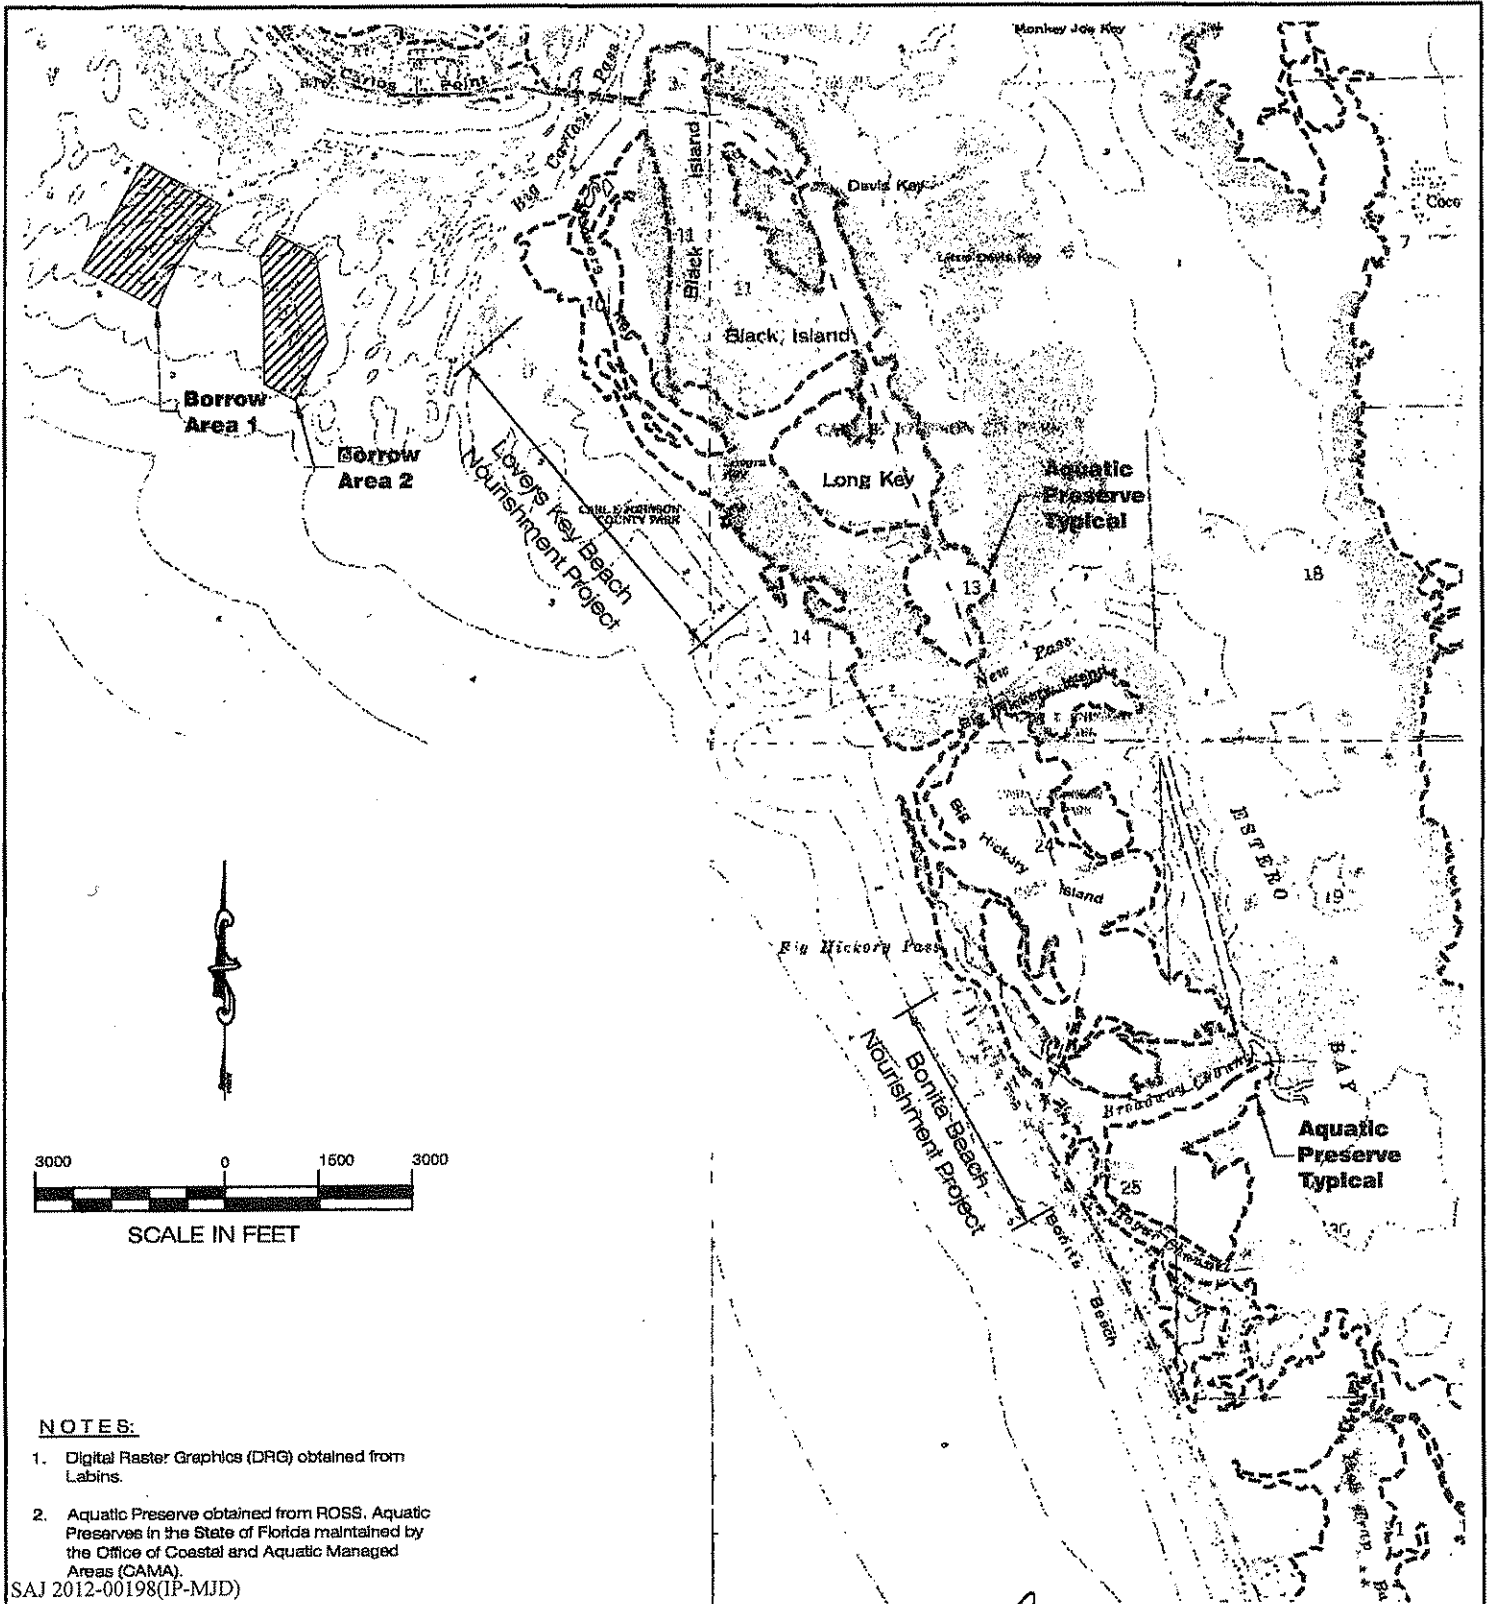 Monkey Joe Key
Carlos Point
Big Carlos Pass
Black Island
Davis Key
Little Davis Key
Coco
7
11
11
10
Black Island
Borrow
Area 1
Borrow
Area 2
Lovers Key Beach
Nourishment Project
CARL E JOHNSON
COUNTY PARK
Long Key
Aquatic
Preserve
Typical
13
18
14
New Pass
Big Hickory Island
Big Hickory Island
24
ESTERO
BAY
19
Big Hickory Pass
Bonita Beach
Nourishment Project
Broadway Channel
Aquatic
Preserve
Typical
25
30
Bonita Beach
3000 0 1500 3000
SCALE IN FEET
NOTES:
1. Digital Raster Graphics (DRG) obtained from
Labins.
2. Aquatic Preserve obtained from ROSS, Aquatic
Preserves in the State of Florida maintained by
the Office of Coastal and Aquatic Managed
Areas (CAMA).
SAJ 2012-00198(IP-MJD)